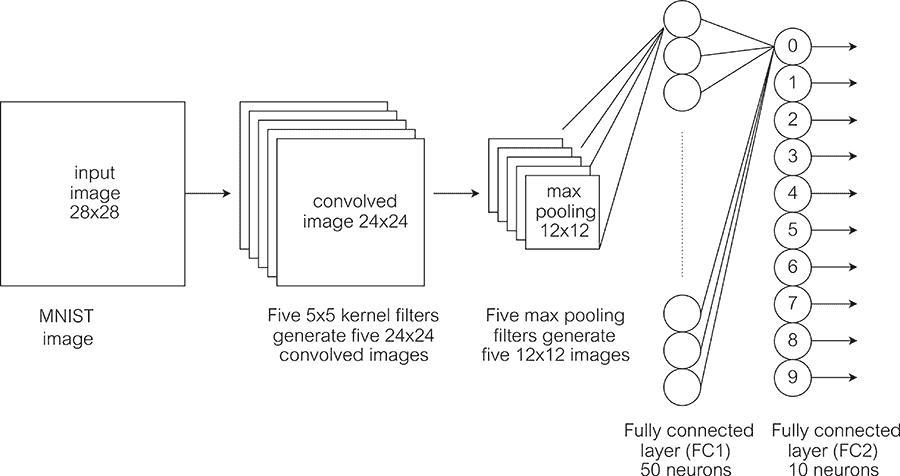 input
image
28x28
MNIST
image
convolved
image 24x24
Five 5x5 kernel filters
generate five 24x24
convolved images
max
pooling
12x12
Five max pooling
filters generate
five 12x12 images
Fully connected
layer (FC1)
50 neurons
0
1
2
3
4
5
6
7
8
9
Fully connected
layer (FC2)
10 neurons